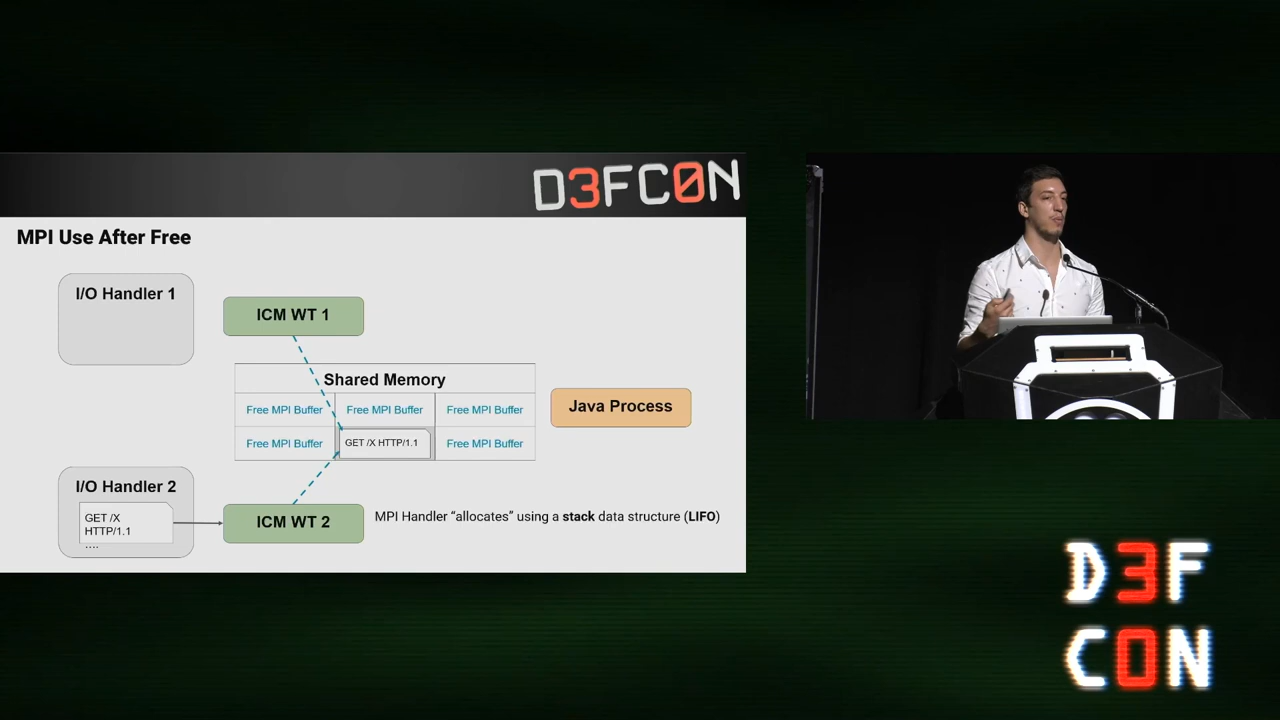 D3FC0N
MPI Use After Free
I/O Handler 1
ICM WT 1
Shared Memory
Free MPI Buffer Free MPI Buffer Free MPI Buffer
Free MPI Buffer GET /X HTTP/1.1 Free MPI Buffer
Java Process
I/O Handler 2
GET /X
HTTP/1.1
....
ICM WT 2
MPI Handler “allocates” using a stack data structure (LIFO)
D3F
C0N